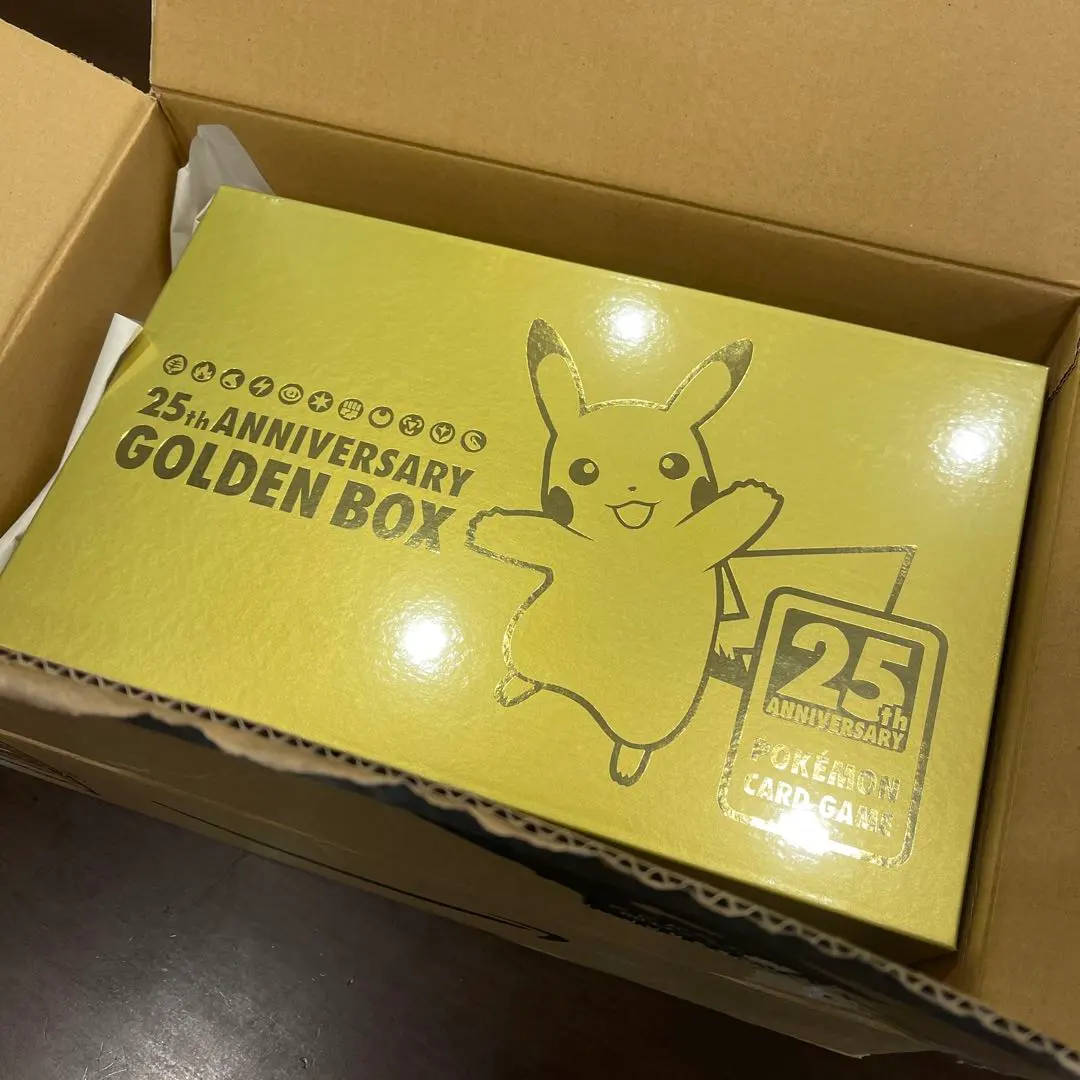 25th ANNIVERSARY
GOLDEN BOX
25th
ANNIVERSARY
POKÉMON
CARD GAME